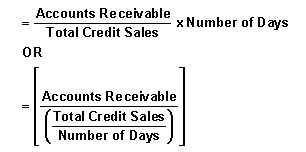 = Accounts Receivable
Total Credit Sales x Number of Days
OR
= Accounts Receivable
(Total Credit Sales
Number of Days)